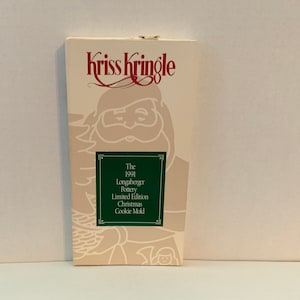 Kriss Kringle
The
1991
Longaberger
Pottery
Limited Edition
Christmas
Cookie Mold